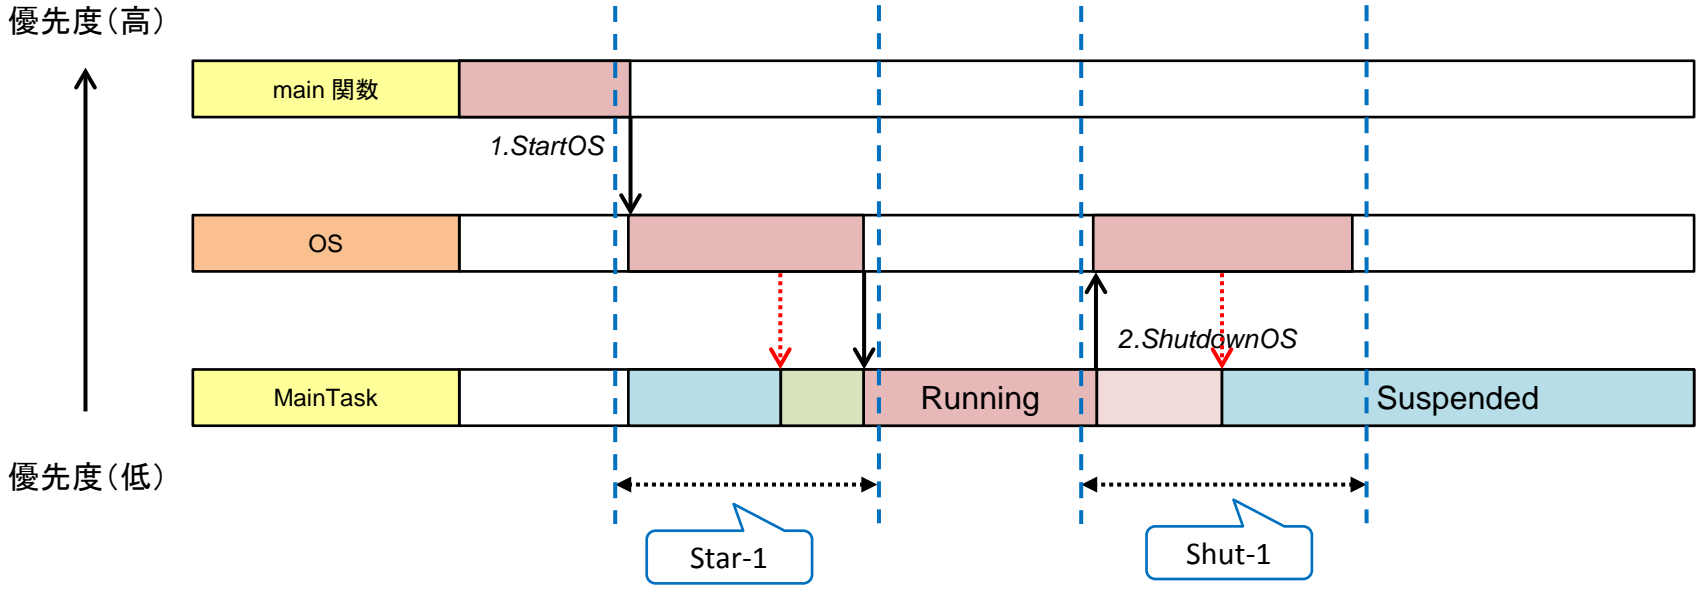 優先度(高)
main 関数
1.StartOS
OS
2.ShutdownOS
MainTask
Running
Suspended
優先度(低)
Star-1
Shut-1